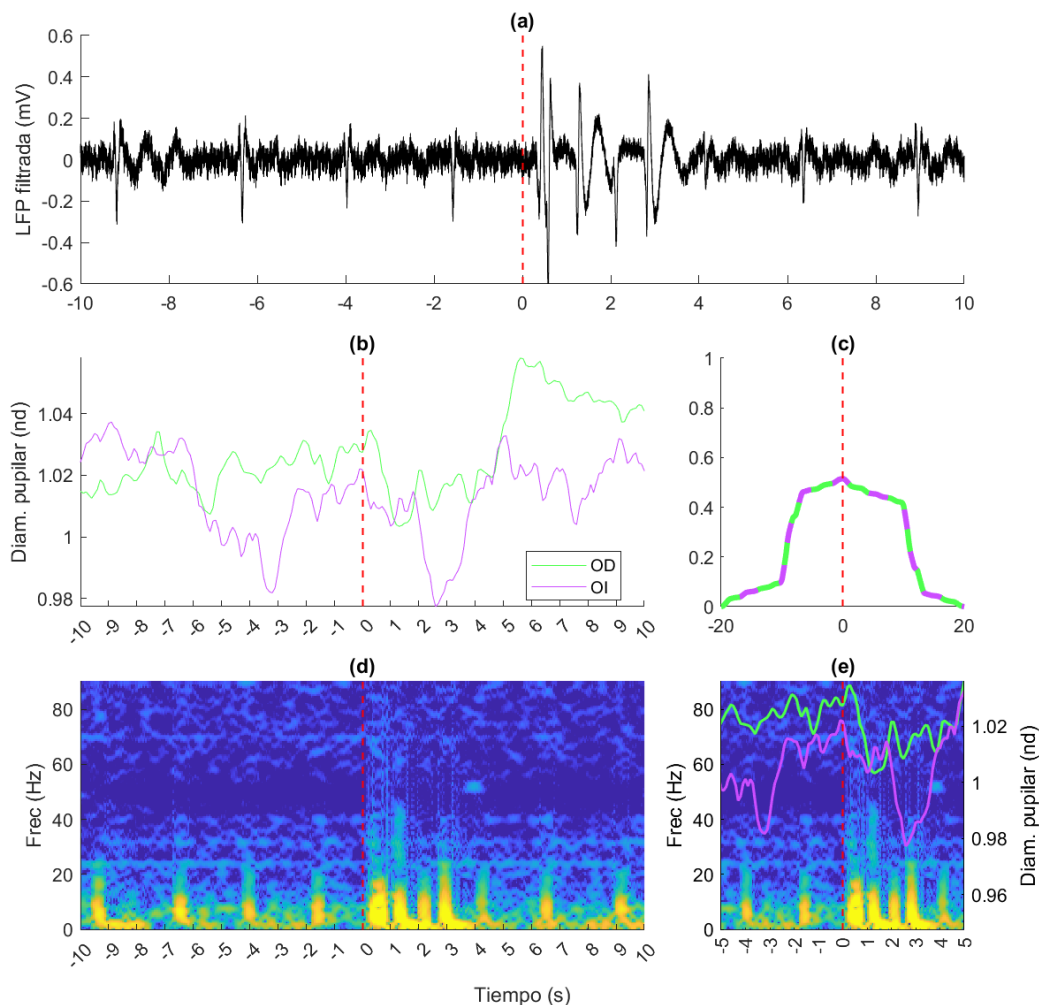 (a)
LFP filtrada (mV)
0.6
0.4
0.2
0
-0.2
-0.4
-0.6
-10 -8 -6 -4 -2 0 2 4 6 8 10
(b)
Diam. pupilar (nd)
1.04
1.02
1
0.98
OD
OI
-10 -9 -8 -7 -6 -5 -4 -3 -2 -1 0 1 2 3 4 5 6 7 8 9 10
(c)
1
0.8
0.6
0.4
0.2
0
-20 0 20
(d)
Frec (Hz)
80
60
40
20
0
-10 -9 -8 -7 -6 -5 -4 -3 -2 -1 0 1 2 3 4 5 6 7 8 9 10
(e)
Frec (Hz)
80
60
40
20
0
1.02
1
0.98
0.96
Diam. pupilar (nd)
-5 -4 -3 -2 -1 0 1 2 3 4 5
Tiempo (s)